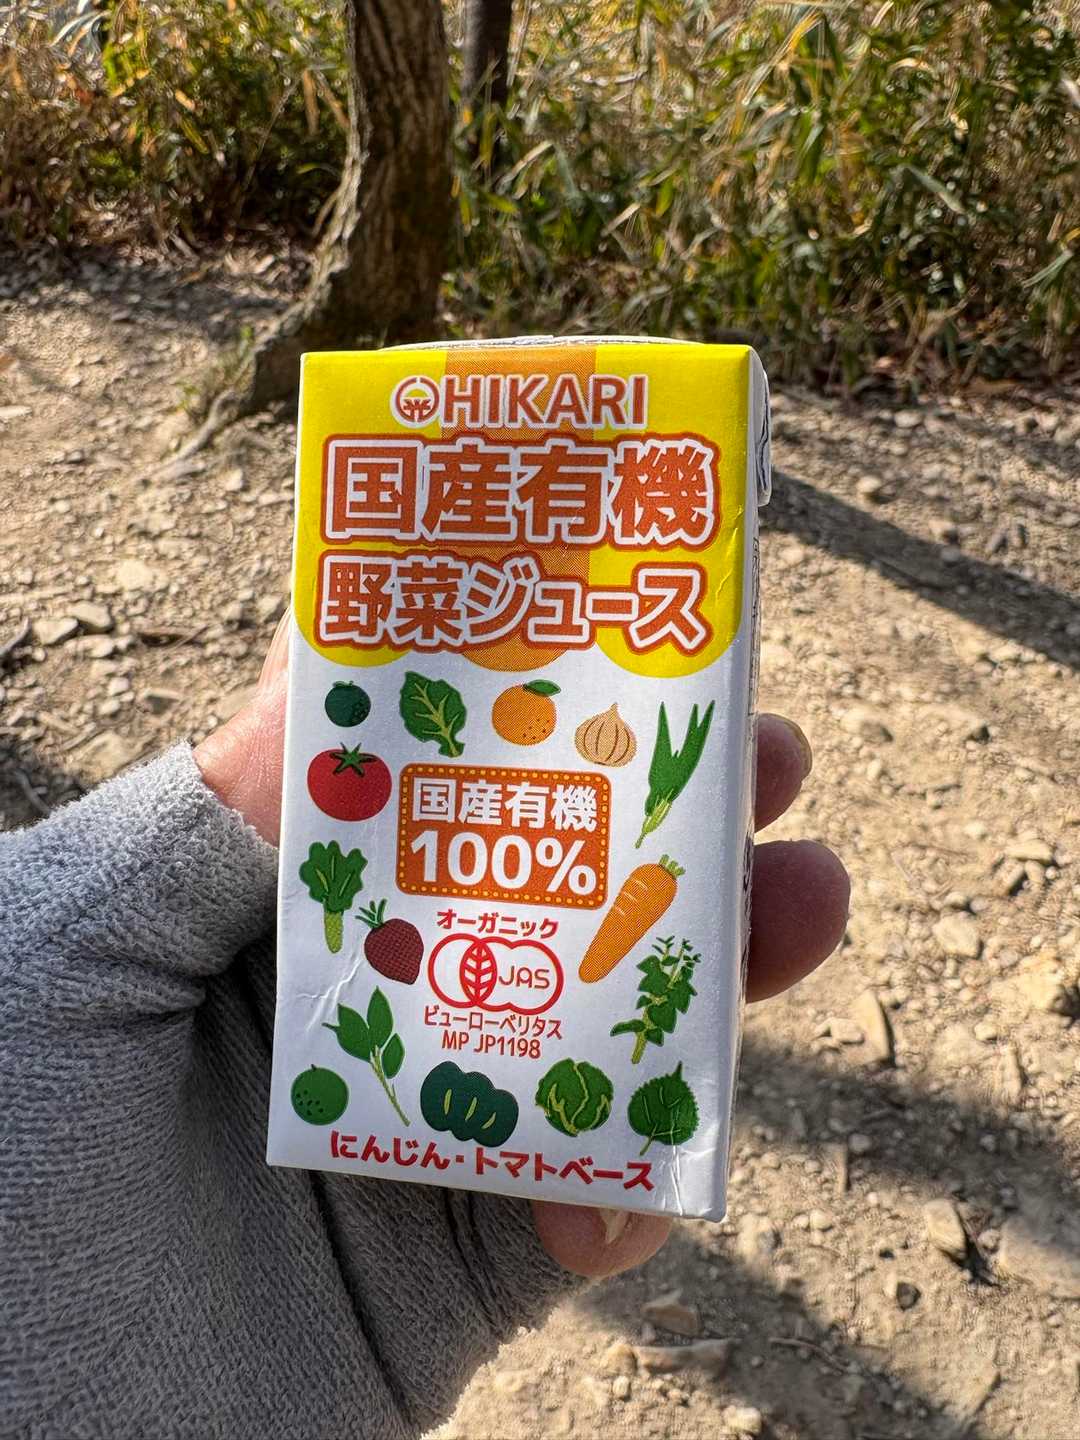 HIKARI
国産有機
野菜ジュース
国産有機
100%
オーガニック
JAS
ビューローベリタス
MP JP1198
にんじん・トマトベース